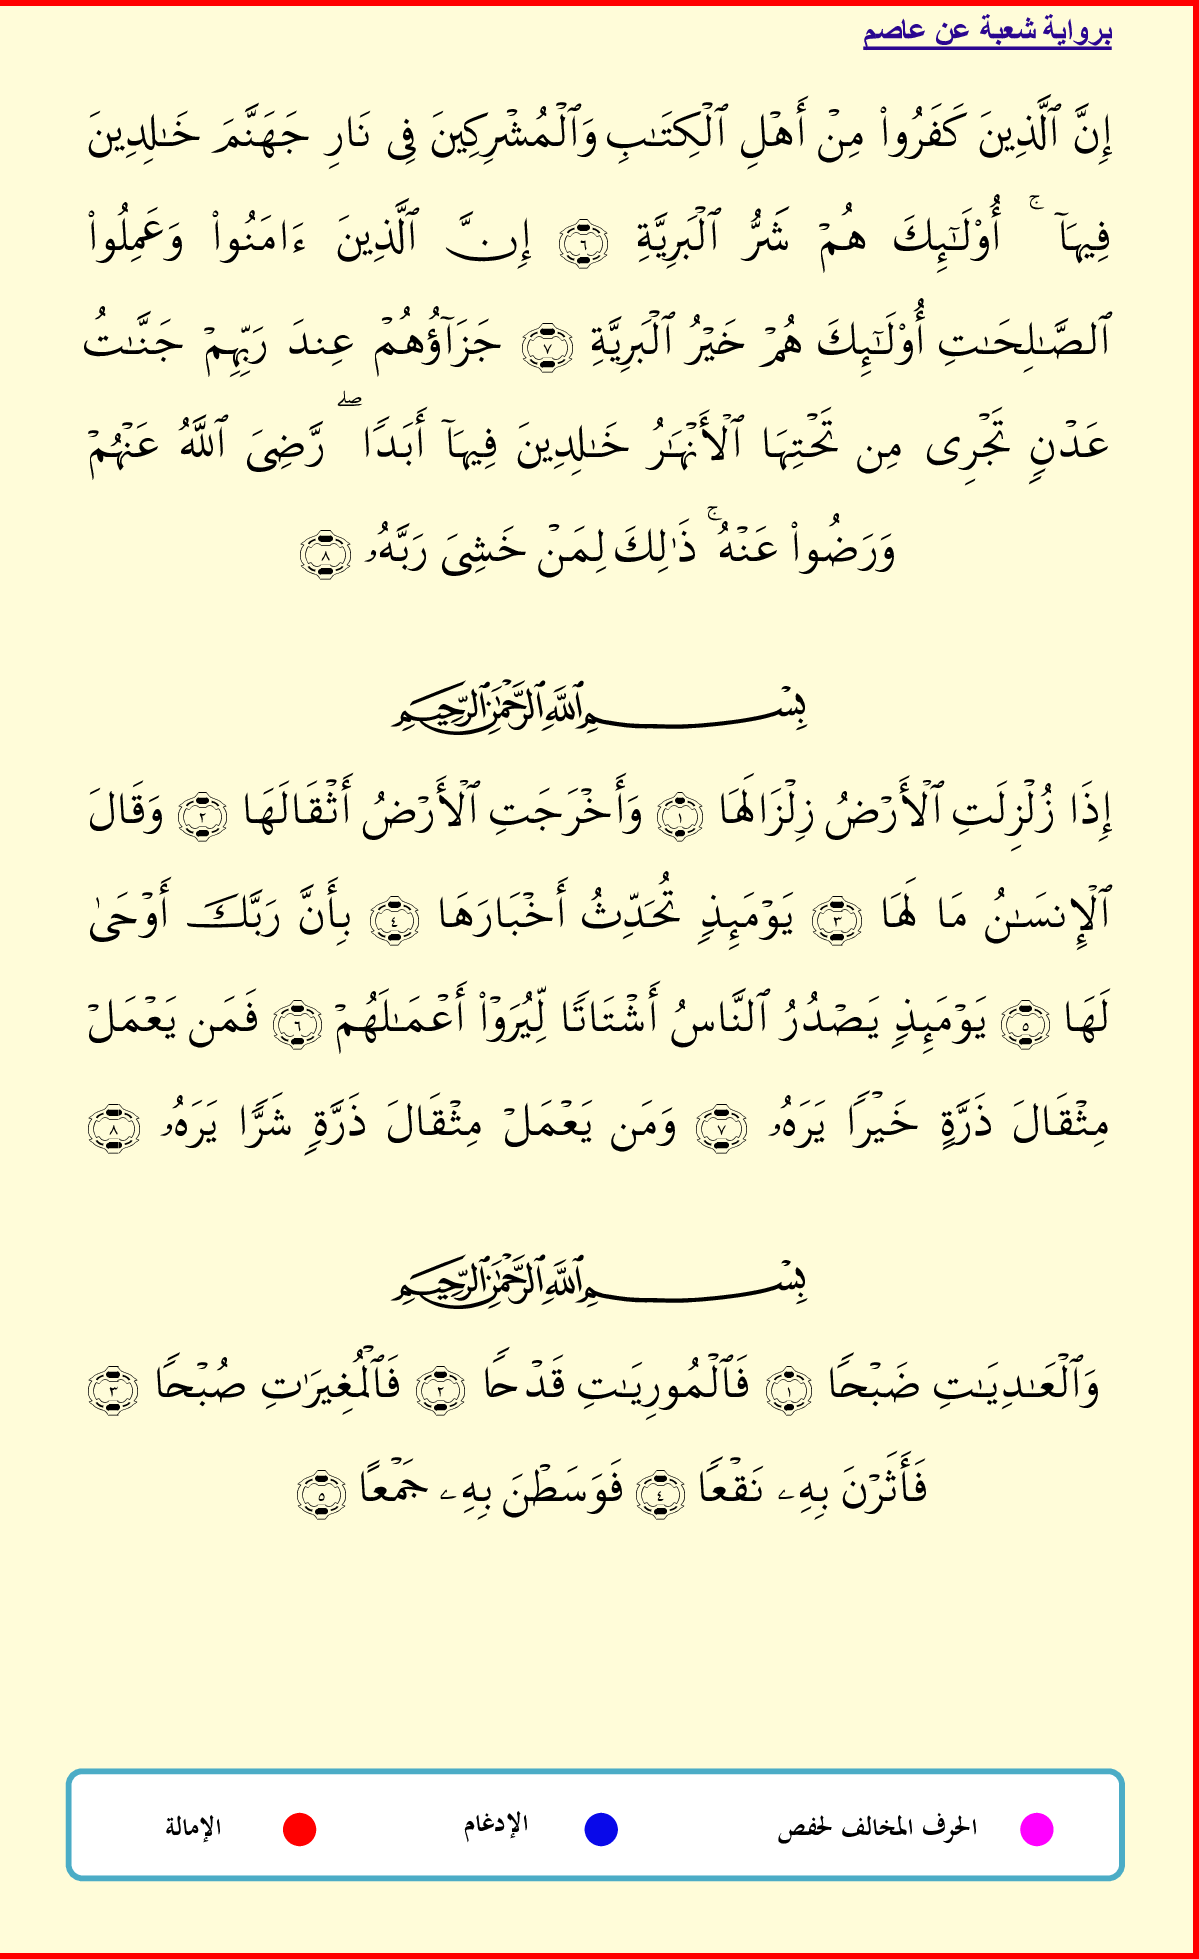 برواية شعبة عن عاصم
إِنَّ ٱلَّذِينَ كَفَرُوا۟ مِنْ أَهْلِ ٱلْكِتَـٰبِ وَٱلْمُشْرِكِينَ فِى نَارِ جَهَنَّمَ خَـٰلِدِينَ
فِيهَآ ۚ أُو۟لَـٰٓئِكَ هُمْ شَرُّ ٱلْبَرِيَّةِ ٦ إِنَّ ٱلَّذِينَ ءَامَنُوا۟ وَعَمِلُوا۟
ٱلصَّـٰلِحَـٰتِ أُو۟لَـٰٓئِكَ هُمْ خَيْرُ ٱلْبَرِيَّةِ ٧ جَزَآؤُهُمْ عِندَ رَبِّهِمْ جَنَّـٰتُ
عَدْنٍ تَجْرِى مِن تَحْتِهَا ٱلْأَنْهَـٰرُ خَـٰلِدِينَ فِيهَآ أَبَدًا ۖ رَّضِىَ ٱللَّهُ عَنْهُمْ
وَرَضُوا۟ عَنْهُ ۚ ذَٰلِكَ لِمَنْ خَشِىَ رَبَّهُۥ ٨
بِسْمِ ٱللَّهِ ٱلرَّحْمَـٰنِ ٱلرَّحِيمِ
إِذَا زُلْزِلَتِ ٱلْأَرْضُ زِلْزَالَهَا ١ وَأَخْرَجَتِ ٱلْأَرْضُ أَثْقَالَهَا ٢ وَقَالَ
ٱلْإِنسَـٰنُ مَا لَهَا ٣ يَوْمَئِذٍ تُحَدِّثُ أَخْبَارَهَا ٤ بِأَنَّ رَبَّكَ أَوْحَىٰ
لَهَا ٥ يَوْمَئِذٍ يَصْدُرُ ٱلنَّاسُ أَشْتَاتًا لِّيُرَوْا۟ أَعْمَـٰلَهُمْ ٦ فَمَن يَعْمَلْ
مِثْقَالَ ذَرَّةٍ خَيْرًا يَرَهُۥ ٧ وَمَن يَعْمَلْ مِثْقَالَ ذَرَّةٍ شَرًّا يَرَهُۥ ٨
بِسْمِ ٱللَّهِ ٱلرَّحْمَـٰنِ ٱلرَّحِيمِ
وَٱلْعَـٰدِيَـٰتِ ضَبْحًا ١ فَٱلْمُورِيَـٰتِ قَدْحًا ٢ فَٱلْمُغِيرَٰتِ صُبْحًا ٣
فَأَثَرْنَ بِهِۦ نَقْعًا ٤ فَوَسَطْنَ بِهِۦ جَمْعًا ٥
الحرف المخالف لحفص الإدغام الإمالة